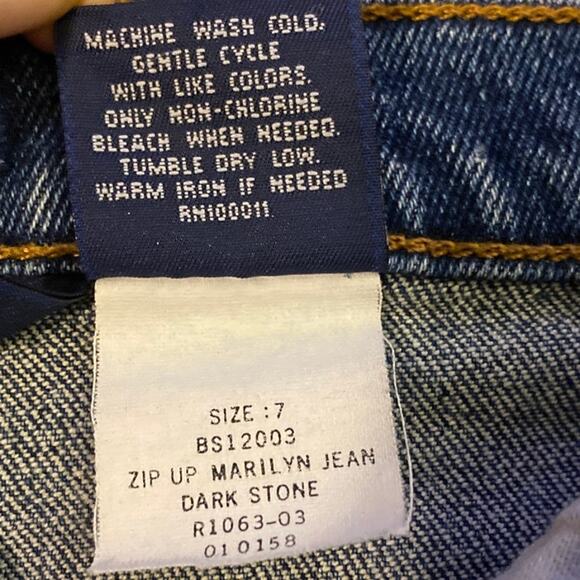 MACHINE WASH COLD.
GENTLE CYCLE
WITH LIKE COLORS.
ONLY NON-CHLORINE
BLEACH WHEN NEEDED.
TUMBLE DRY LOW.
WARM IRON IF NEEDED
RN100011
SIZE :7
BS12003
ZIP UP MARILYN JEAN
DARK STONE
R1063-03
010158